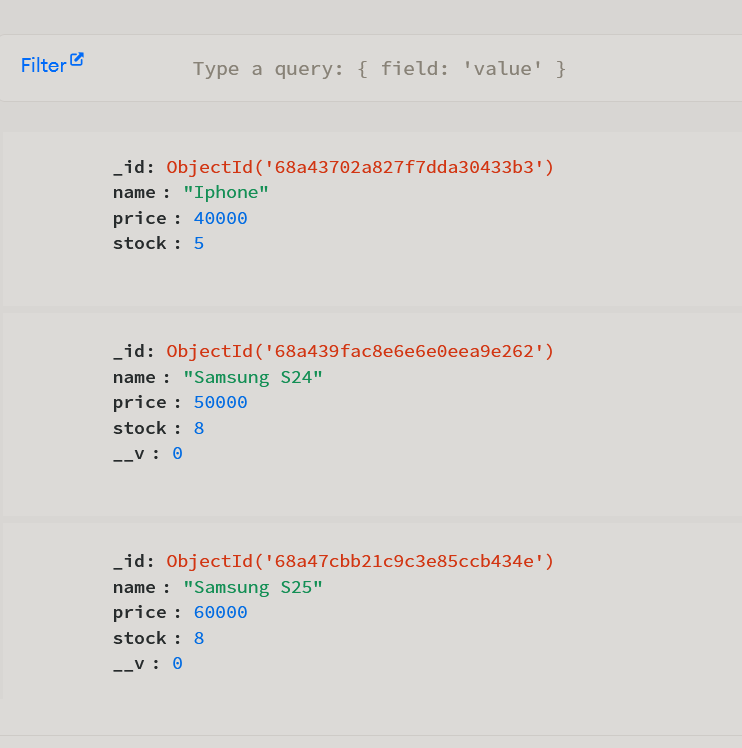 Filter
Type a query: { field: 'value' }
_id: ObjectId('68a43702a827f7dda30433b3')
name : "Iphone"
price : 40000
stock : 5
_id: ObjectId('68a439fac8e6e6e0eea9e262')
name : "Samsung S24"
price : 50000
stock : 8
__v : 0
_id: ObjectId('68a47cbb21c9c3e85ccb434e')
name : "Samsung S25"
price : 60000
stock : 8
__v : 0